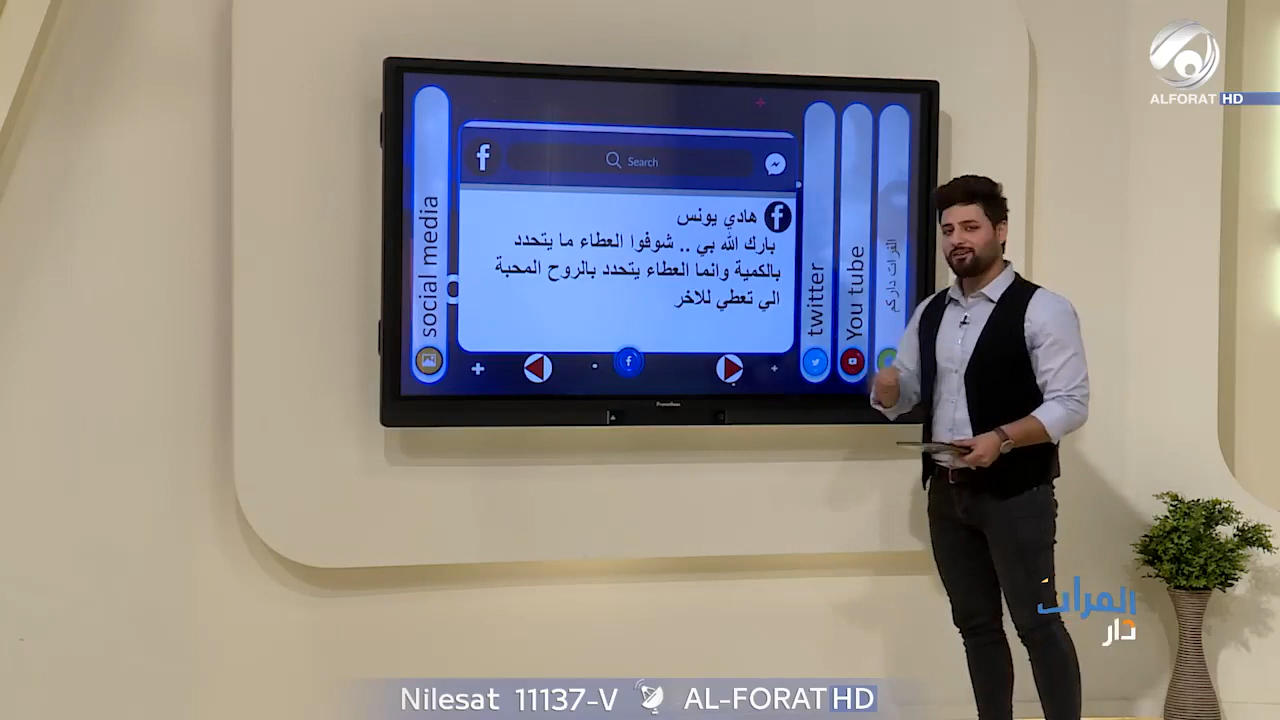 ALFORAT HD
Search
هادي يونس
بارك الله بي .. شوفوا العطاء ما يتحدد
بالكمية وانما العطاء يتحدد بالروح المحبة
الي تعطي للاخر
social media
twitter
You tube
الفرات داركم
Promethean
الفرات
دار
Nilesat 11137-V AL-FORAT HD